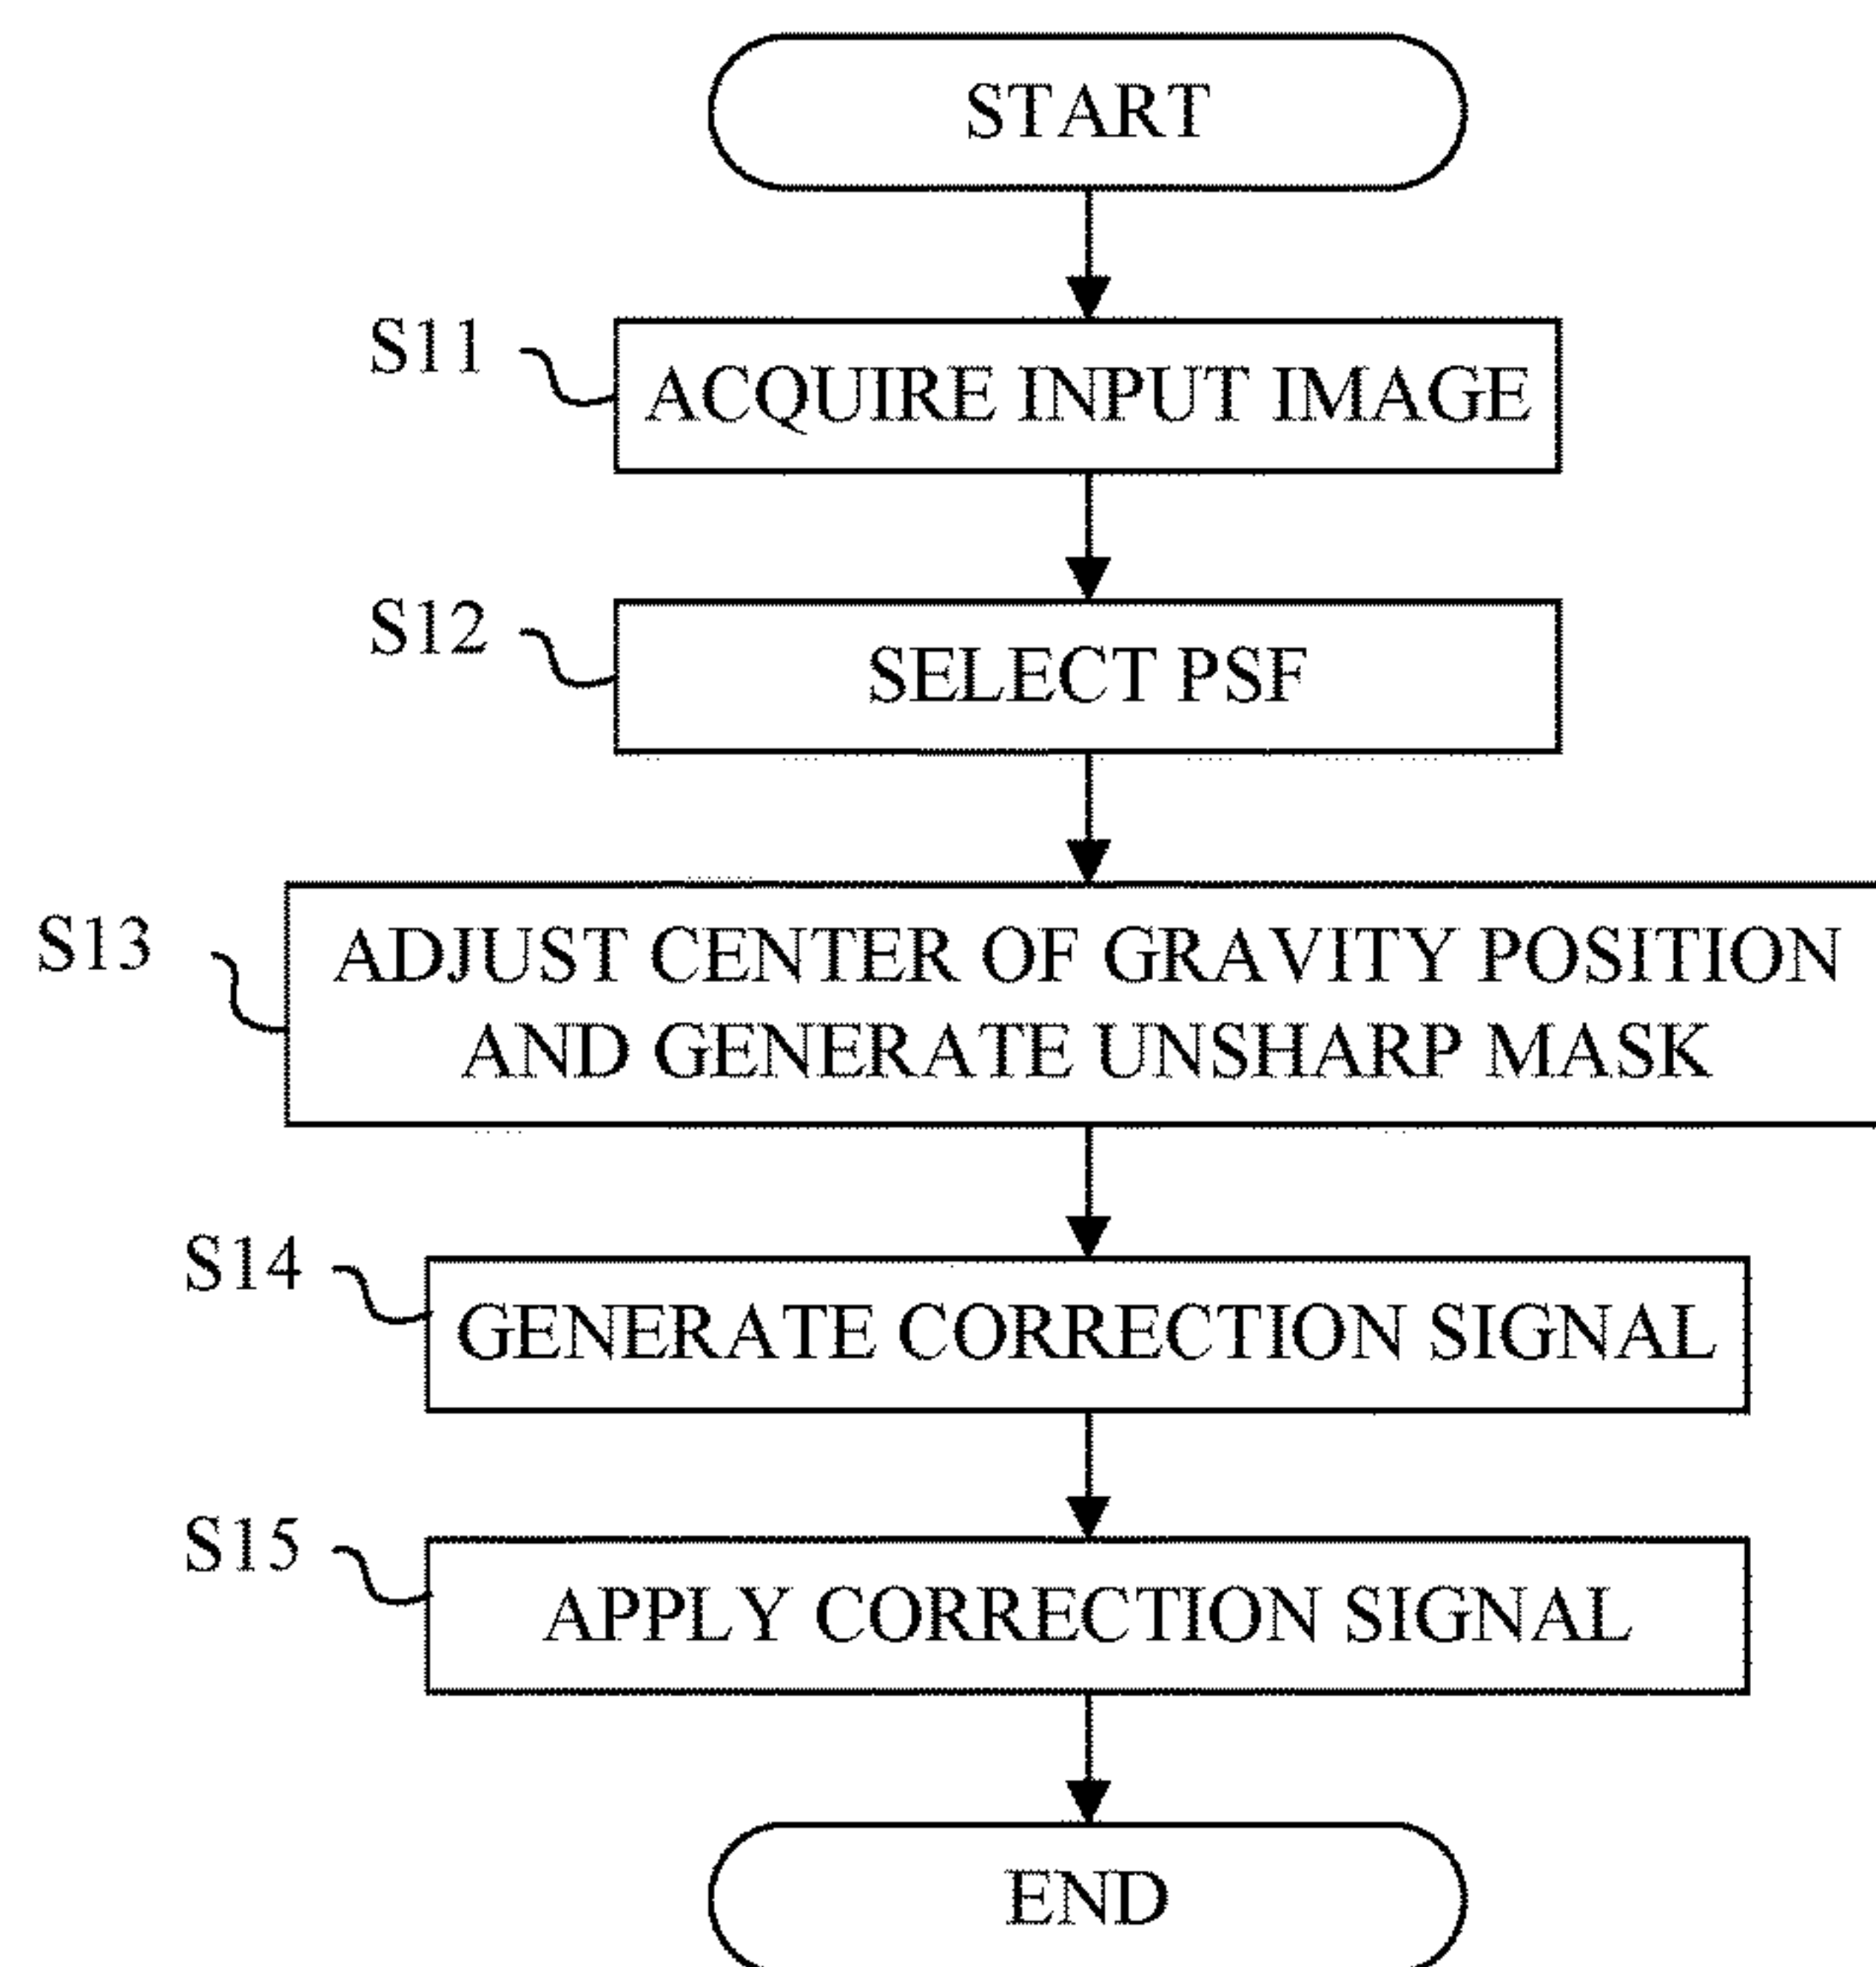 START
S11
ACQUIRE INPUT IMAGE
S12
SELECT PSF
S13
ADJUST CENTER OF GRAVITY POSITION
AND GENERATE UNSHARP MASK
S14
GENERATE CORRECTION SIGNAL
S15
APPLY CORRECTION SIGNAL
END